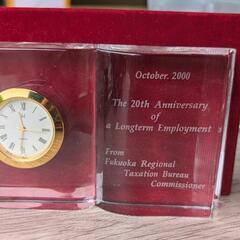 October. 2000
The 20th Anniversary
of
a Longterm Employment
From
Fukuoka Regional
Taxation Bureau
Commissioner